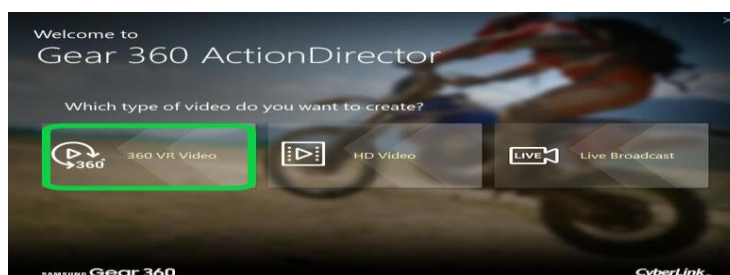 Welcome to
Gear 360 ActionDirector
Which type of video do you want to create?
360° 360 VR Video
HD Video
LIVE Live Broadcast
SAMSUNG Gear 360
CyberLink